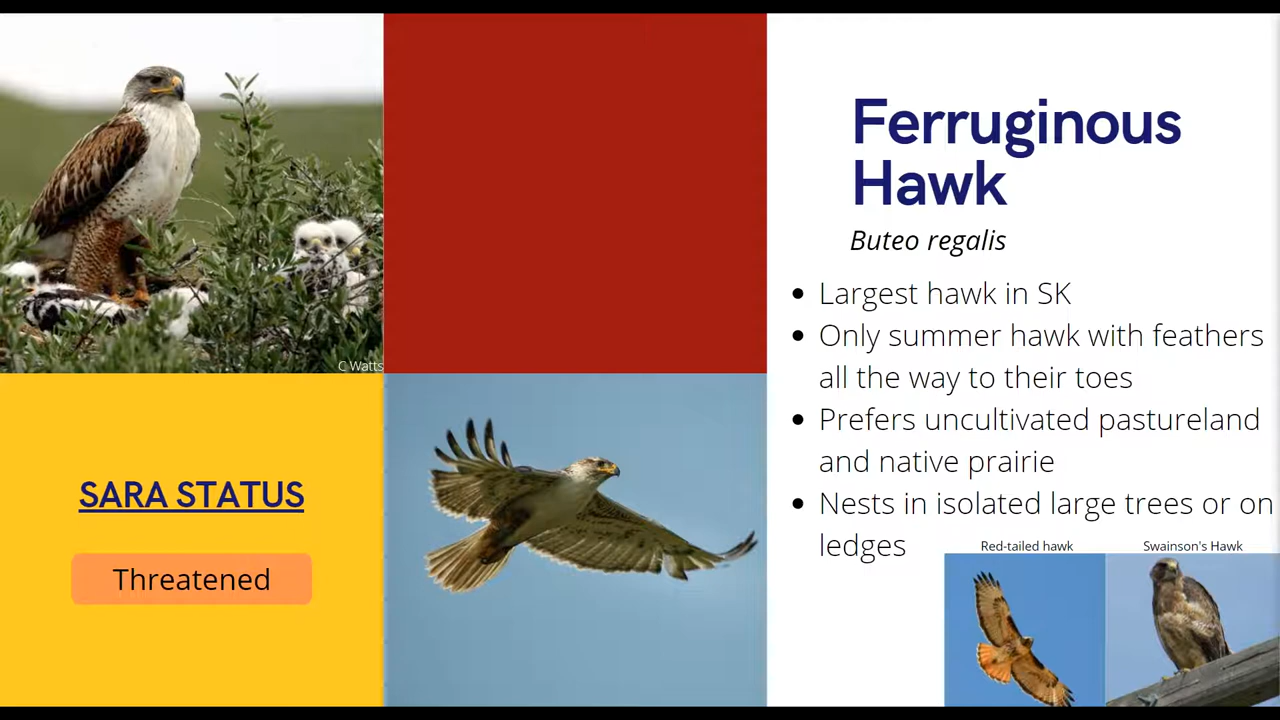 C Watts
SARA STATUS
Threatened
Ferruginous
Hawk
Buteo regalis
• Largest hawk in SK
• Only summer hawk with feathers
all the way to their toes
• Prefers uncultivated pastureland
and native prairie
• Nests in isolated large trees or on
ledges
Red-tailed hawk
Swainson's Hawk